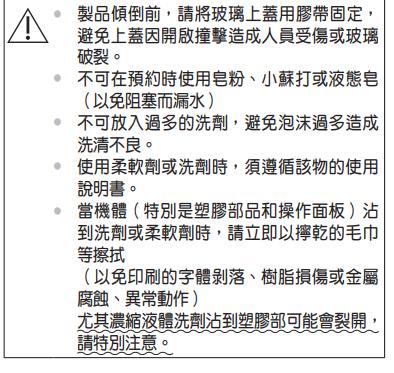 • 製品傾倒前，請將玻璃上蓋用膠帶固定，
避免上蓋因開啟撞擊造成人員受傷或玻璃
破裂。
• 不可在預約時使用皂粉、小蘇打或液態皂
（以免阻塞而漏水）
• 不可放入過多的洗劑，避免泡沫過多造成
洗清不良。
• 使用柔軟劑或洗劑時，須遵循該物的使用
說明書。
• 當機體（特別是塑膠部品和操作面板）沾
到洗劑或柔軟劑時，請立即以擰乾的毛巾
等擦拭
（以免印刷的字體剝落、樹脂損傷或金屬
腐蝕、異常動作）
尤其濃縮液體洗劑沾到塑膠部可能會裂開，
請特別注意。